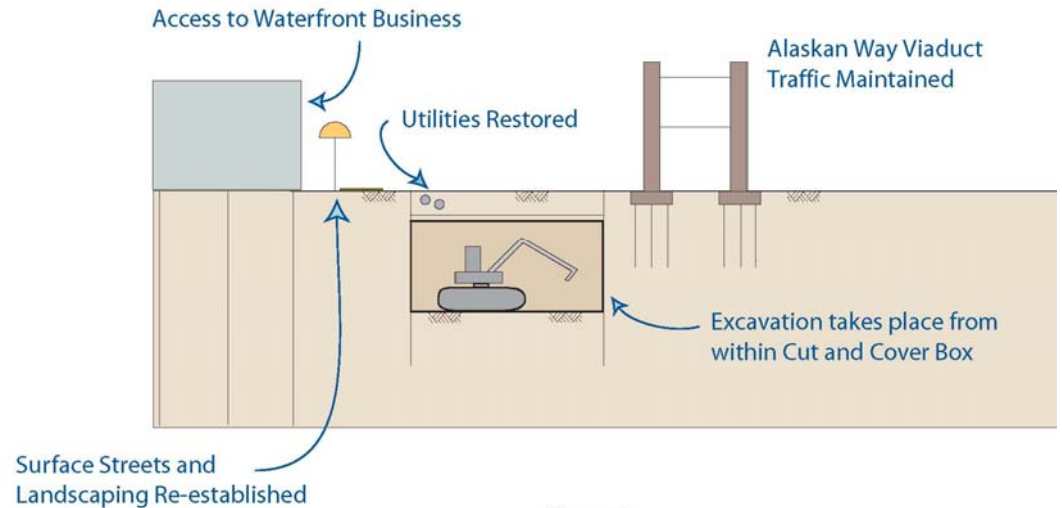 Access to Waterfront Business
Alaskan Way Viaduct
Traffic Maintained
Utilities Restored
Excavation takes place from
within Cut and Cover Box
Surface Streets and
Landscaping Re-established